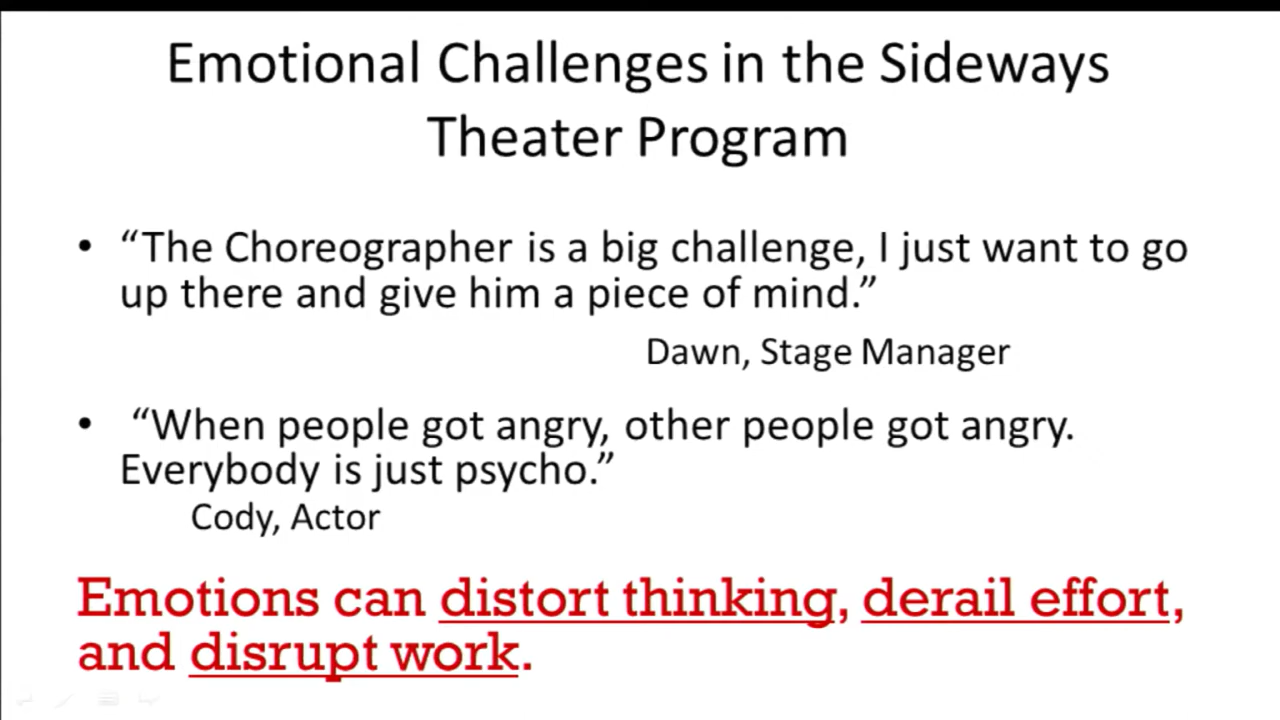 Emotional Challenges in the Sideways
Theater Program
• “The Choreographer is a big challenge, I just want to go
up there and give him a piece of mind.”
Dawn, Stage Manager
• “When people got angry, other people got angry.
Everybody is just psycho.”
Cody, Actor
Emotions can distort thinking, derail effort,
and disrupt work.